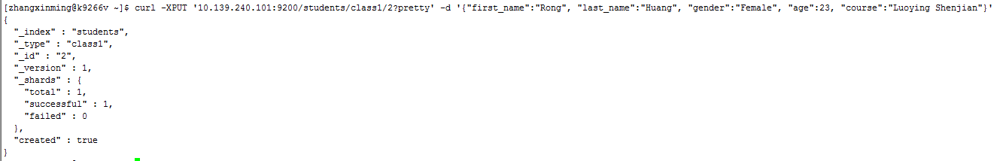 [zhangxinming@k9266v ~]$ curl -XPUT '10.139.240.101:9200/students/class1/2?pretty' -d '{"first_name":"Rong", "last_name":"Huang", "gender":"Female", "age":23, "course":"Luoying Shenjian"}'
{
  "_index" : "students",
  "_type" : "class1",
  "_id" : "2",
  "_version" : 1,
  "_shards" : {
    "total" : 1,
    "successful" : 1,
    "failed" : 0
  },
  "created" : true
}